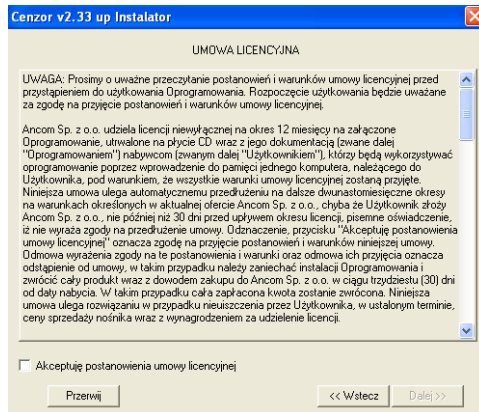 Cenzor v2.33 up Instalator
UMOWA LICENCYJNA
UWAGA: Prosimy o uważne przeczytanie postanowień i warunków umowy licencyjnej przed
przystąpieniem do użytkowania Oprogramowania. Rozpoczęcie użytkowania będzie uważane
za zgodę na przyjęcie postanowień i warunków umowy licencyjnej.
Ancom Sp. z o.o. udziela licencji niewyłącznej na okres 12 miesięcy na załączone
Oprogramowanie, utrwalone na płycie CD wraz z jego dokumentacją (zwane dalej
"Oprogramowaniem") nabywcom (zwanym dalej "Użytkownikiem"), którzy będą wykorzystywać
oprogramowanie poprzez wprowadzenie do pamięci jednego komputera, należącego do
Użytkownika, pod warunkiem, że wszystkie warunki umowy licencyjnej zostaną przyjęte.
Niniejsza umowa ulega automatycznemu przedłużeniu na dalsze dwunastomiesięczne okresy
na warunkach określonych w aktualnej ofercie Ancom Sp. z o.o., chyba że Użytkownik złoży
Ancom Sp. z o.o., nie później niż 30 dni przed upływem okresu licencji, pisemne oświadczenie,
iż nie wyraża zgody na przedłużenie umowy. Odznaczenie, przycisku "Akceptuję postanowienia
umowy licencyjnej" oznacza zgodę na przyjęcie postanowień i warunków niniejszej umowy.
Odmowa wyrażenia zgody na te postanowienia i warunki oraz odmowa ich przyjęcia oznacza
odstąpienie od umowy, w takim przypadku należy zaniechać instalacji Oprogramowania i
zwrócić cały produkt wraz z dowodem zakupu do Ancom Sp. z o.o. w ciągu trzydziestu (30) dni
od daty nabycia. W takim przypadku cała zapłacona kwota zostanie zwrócona. Niniejsza
umowa ulega rozwiązaniu w przypadku nieuiszczenia przez Użytkownika, w ustalonym terminie,
ceny sprzedaży nośnika wraz z wynagrodzeniem za udzielenie licencji.
Akceptuję postanowienia umowy licencyjnej
Przerwij << Wstecz Dalej >>